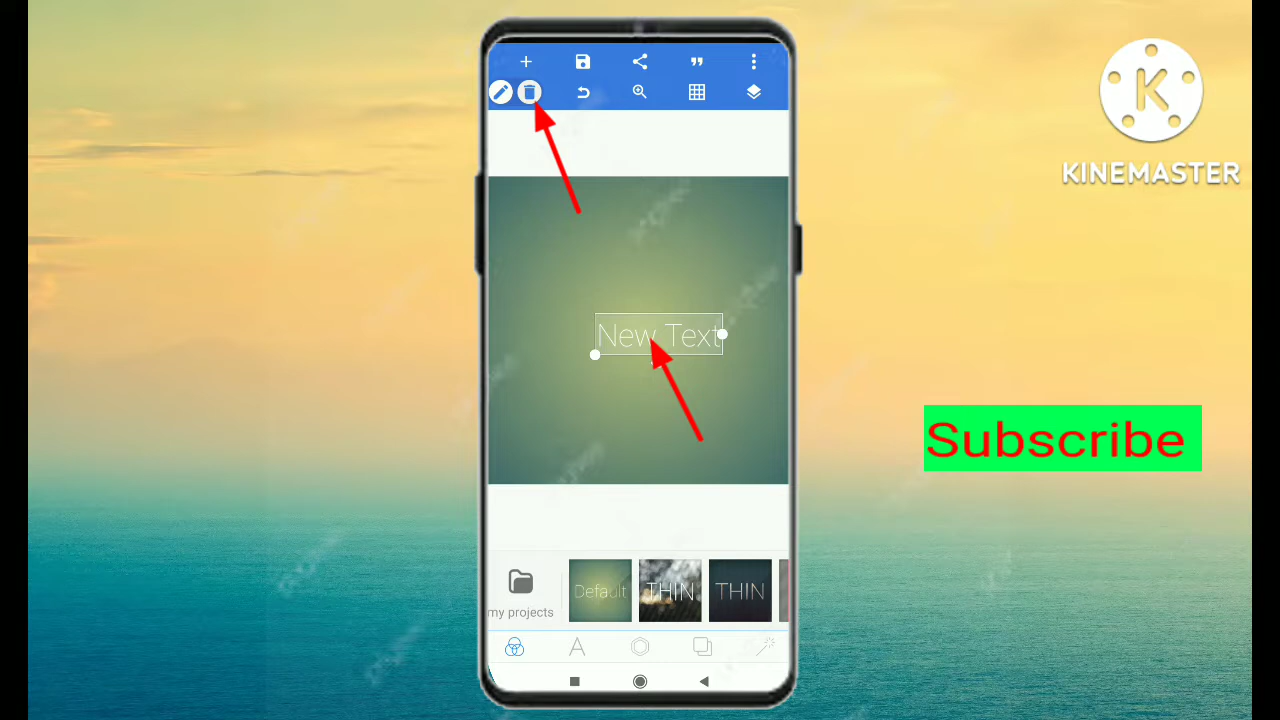 KINEMASTER
New Text
Subscribe
my projects
Default
THIN
THIN